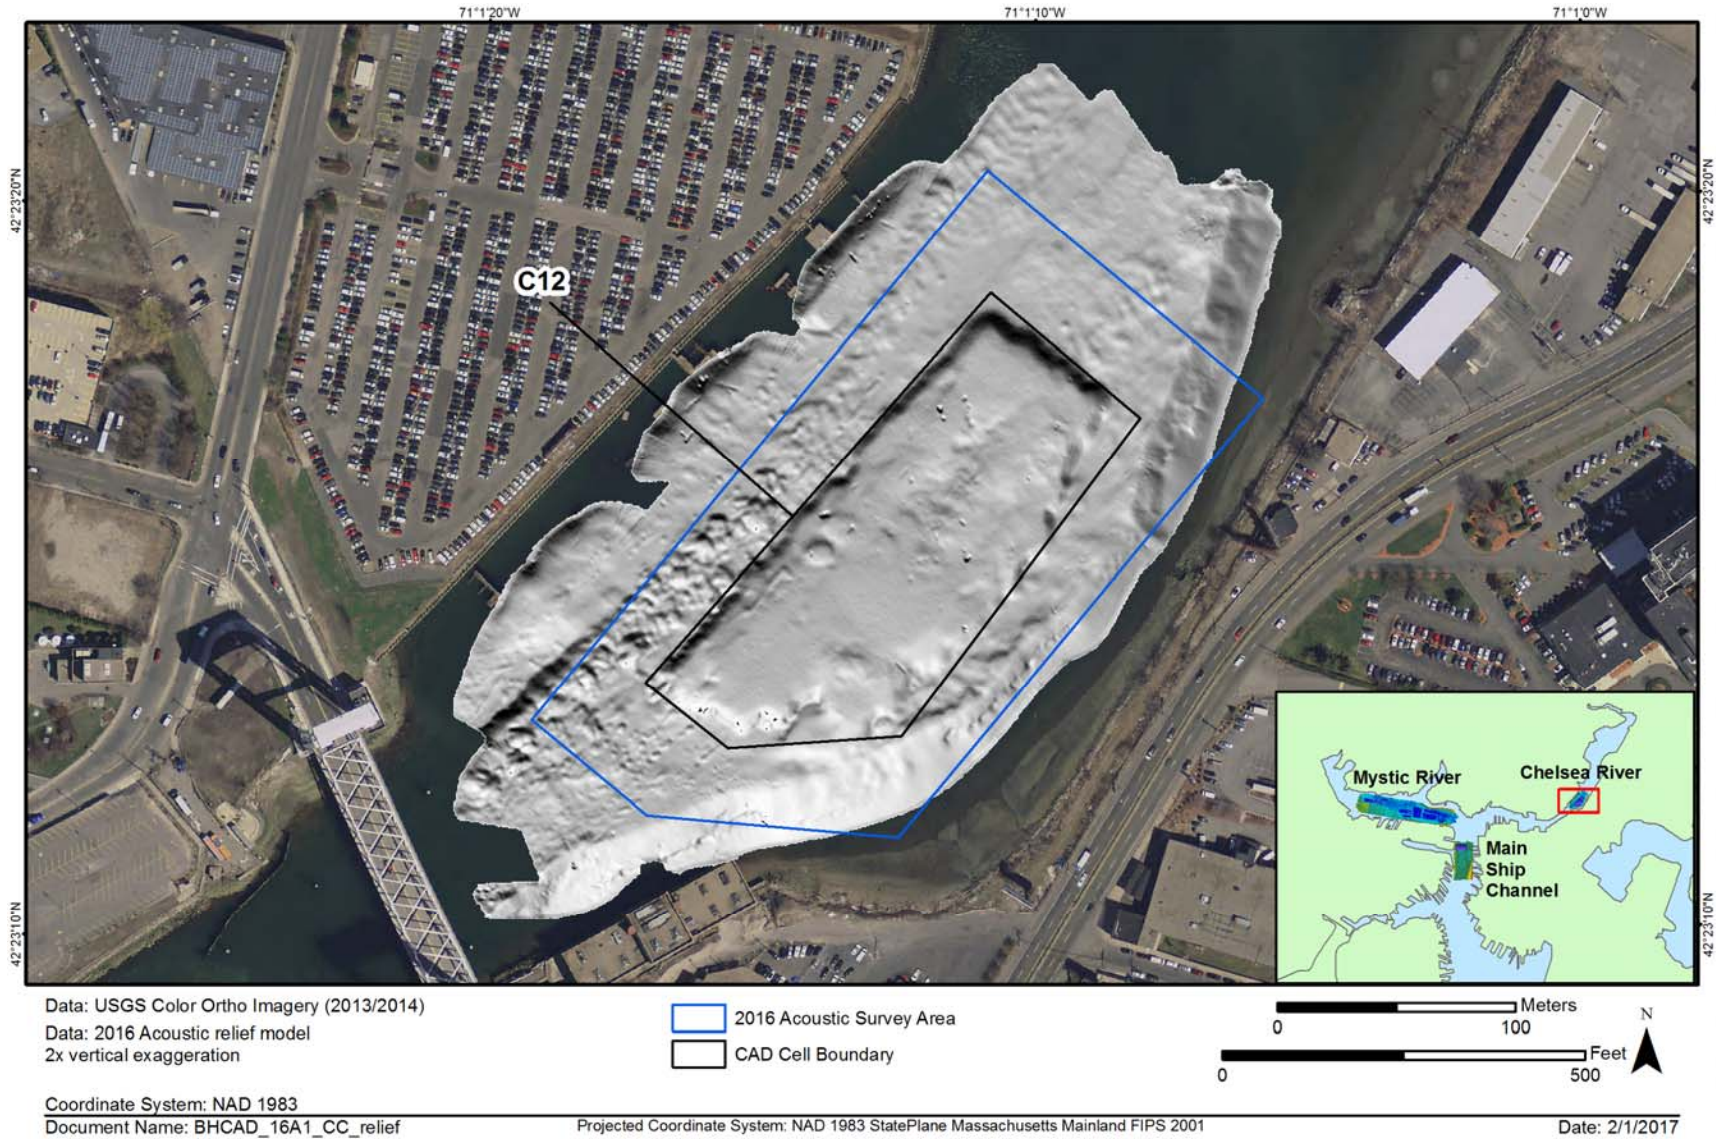 71°1'20"W
71°1'10"W
71°1'0"W
42°23'20"N
42°23'20"N
C12
Mystic River
Chelsea River
Main
Ship
Channel
42°23'10"N
42°23'10"N
Data: USGS Color Ortho Imagery (2013/2014)
Data: 2016 Acoustic relief model
2x vertical exaggeration
2016 Acoustic Survey Area
CAD Cell Boundary
Meters
0
100
Feet
0
500
N
Coordinate System: NAD 1983
Document Name: BHCAD_16A1_CC_relief
Projected Coordinate System: NAD 1983 StatePlane Massachusetts Mainland FIPS 2001
Date: 2/1/2017